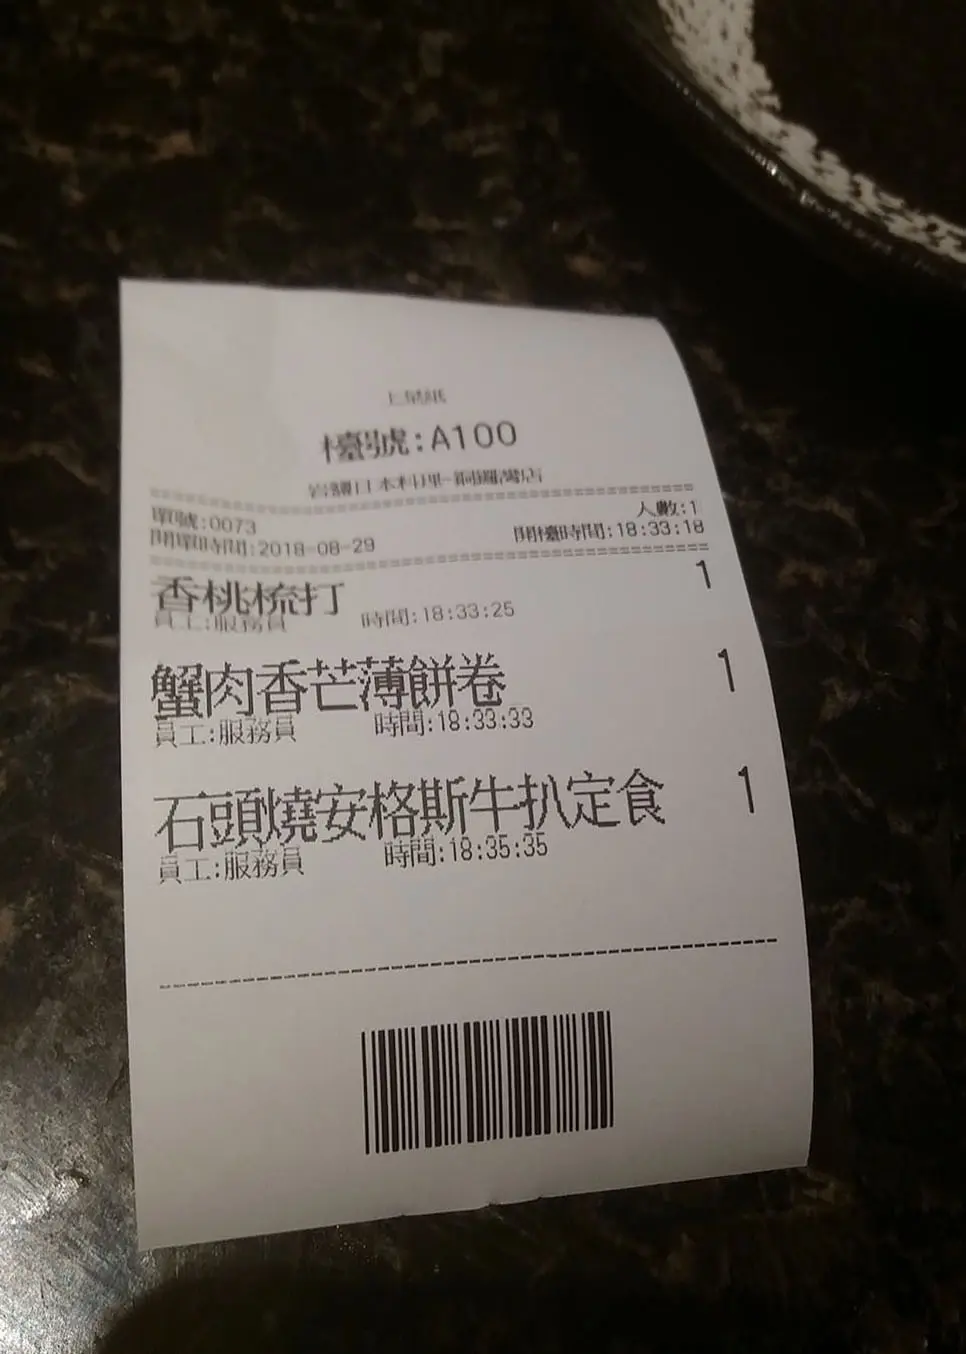 上菜紙
檯號:A100
日本料理-銅鑼灣店
單號:0073 人數:1
開單時間:2018-08-29 開檯時間:18:33:18
香桃梳打 1
員工:服務員 時間:18:33:25
蟹肉香芒薄餅卷 1
員工:服務員 時間:18:33:33
石頭燒安格斯牛扒定食 1
員工:服務員 時間:18:35:35